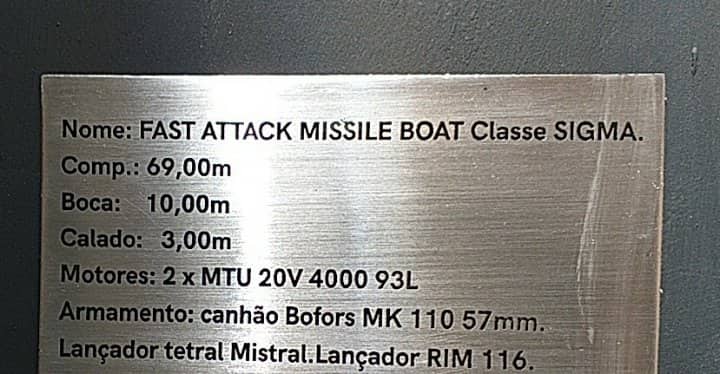 Nome: FAST ATTACK MISSILE BOAT Classe SIGMA.
Comp.: 69,00m
Boca: 10,00m
Calado: 3,00m
Motores: 2 x MTU 20V 4000 93L
Armamento: canhão Bofors MK 110 57mm.
Lançador tetral Mistral.Lançador RIM 116.